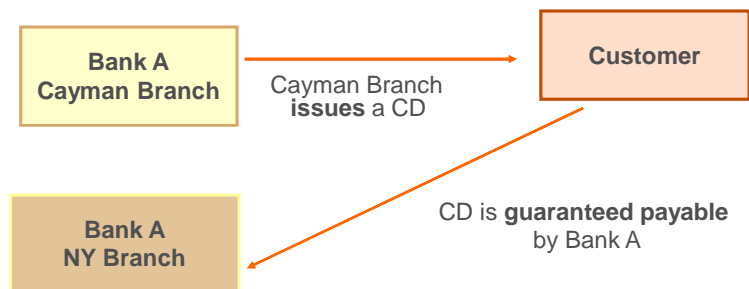 Bank A
Cayman Branch
Cayman Branch
issues a CD
Customer
Bank A
NY Branch
CD is guaranteed payable
by Bank A